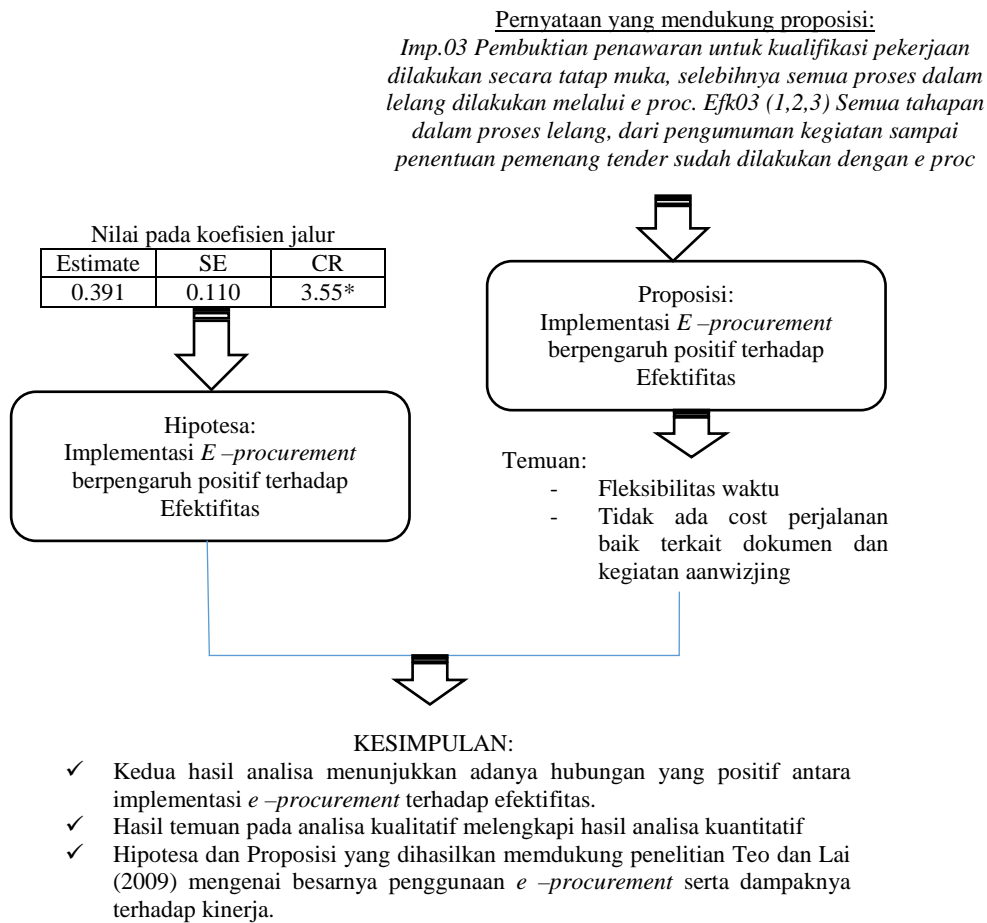 Pernyataan yang mendukung proposisi:
Imp.03 Pembuktian penawaran untuk kualifikasi pekerjaan
dilakukan secara tatap muka, selebihnya semua proses dalam
lelang dilakukan melalui e proc. Efk03 (1,2,3) Semua tahapan
dalam proses lelang, dari pengumuman kegiatan sampai
penentuan pemenang tender sudah dilakukan dengan e proc
Nilai pada koefisien jalur
Estimate SE CR
0.391 0.110 3.55*
Proposisi:
Implementasi E –procurement
berpengaruh positif terhadap
Efektifitas
Hipotesa:
Implementasi E –procurement
berpengaruh positif terhadap
Efektifitas
Temuan:
- Fleksibilitas waktu
- Tidak ada cost perjalanan
baik terkait dokumen dan
kegiatan aanwizjing
KESIMPULAN:
✓ Kedua hasil analisa menunjukkan adanya hubungan yang positif antara
implementasi e –procurement terhadap efektifitas.
✓ Hasil temuan pada analisa kualitatif melengkapi hasil analisa kuantitatif
✓ Hipotesa dan Proposisi yang dihasilkan memdukung penelitian Teo dan Lai
(2009) mengenai besarnya penggunaan e –procurement serta dampaknya
terhadap kinerja.